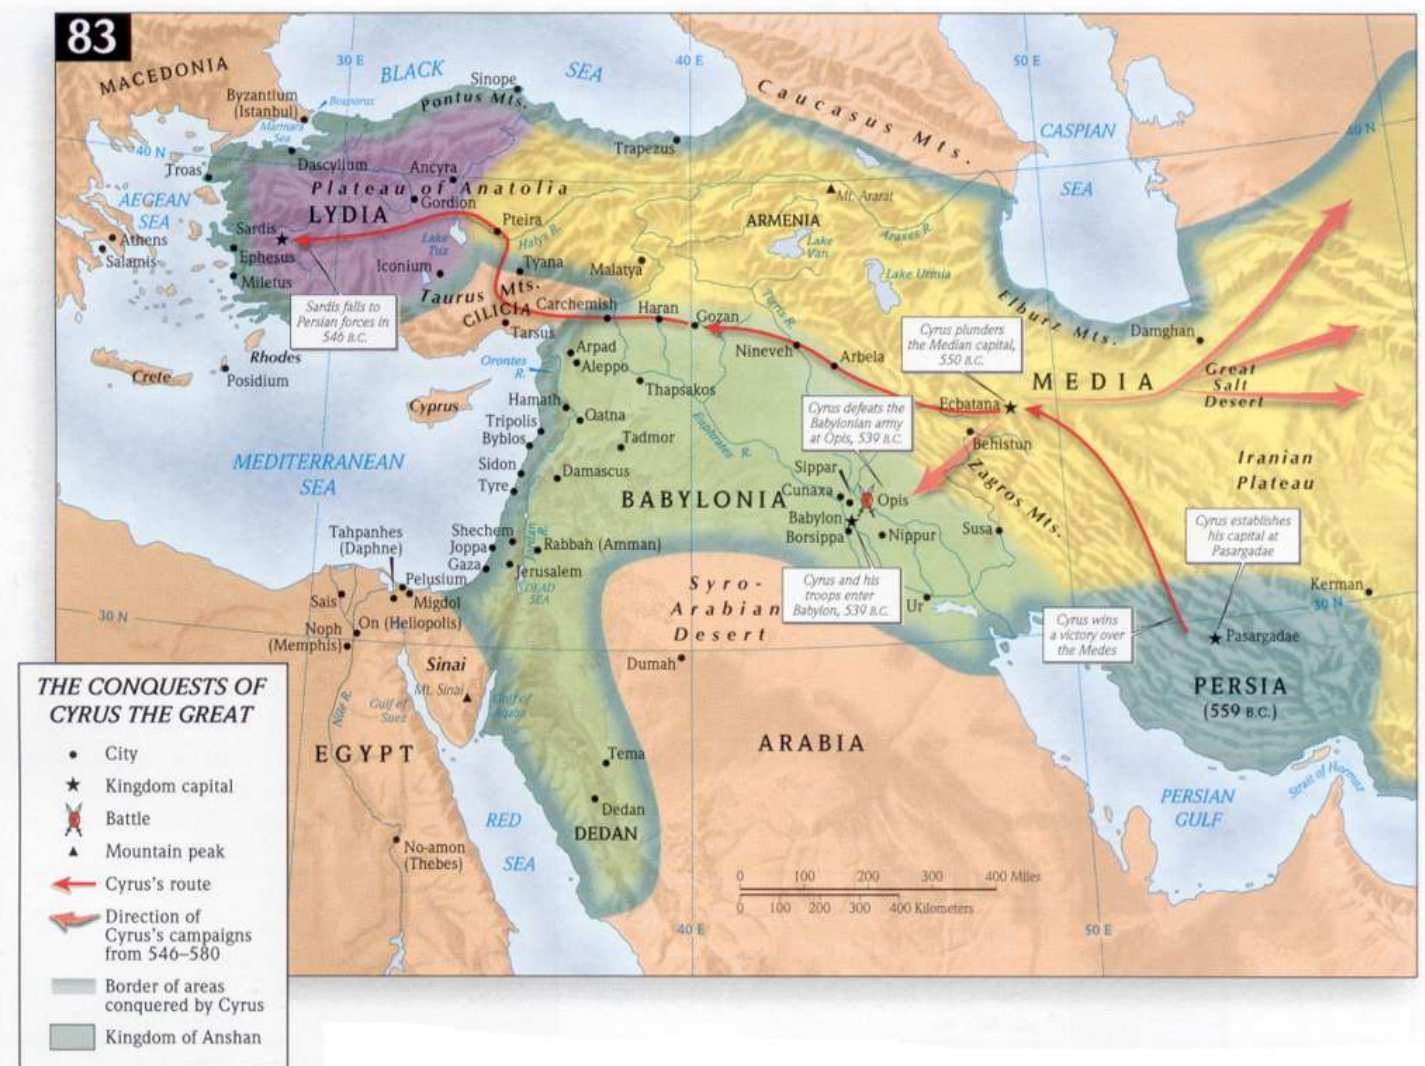 83
MACEDONIA
30 E
BLACK
SEA
40 E
50 E
Sinope
Caucasus Mts.
Byzantium
(Istanbul)
Bosporus
Pontus Mts.
Marmara
Sea
CASPIAN
SEA
40 N
40 N
Trapezus
Troas
Dascylium
Ancyra
Plateau of Anatolia
Mt. Ararat
AEGEAN
SEA
LYDIA
Gordion
ARMENIA
Pteira
Sardis
Halys R.
Araxes R.
Athens
Salamis
Lake
Tuz
Lake
Van
Ephesus
Iconium
Tyana
Malatya
Lake Urmia
Miletus
Taurus Mts.
Elburz Mts.
Sardis falls to
Persian forces in
546 B.C.
CILICIA
Carchemish
Haran
Gozan
Tigris R.
Cyrus plunders
the Median capital,
550 B.C.
Damghan
Tarsus
Nineveh
Arbela
Rhodes
Arpad
Aleppo
Orontes
R.
Crete
Posidium
MEDIA
Great
Salt
Desert
Thapsakos
Cyprus
Hamath
Qatna
Cyrus defeats the
Babylonian army
at Opis, 539 B.C.
Ecbatana
Tripolis
Byblos
Euphrates R.
Tadmor
Behistun
MEDITERRANEAN
SEA
Sidon
Tyre
Damascus
Sippar
Zagros Mts.
Iranian
Plateau
BABYLONIA
Cunaxa
Opis
Babylon
Borsippa
Nippur
Susa
Cyrus establishes
his capital at
Pasargadae
Tahpanhes
(Daphne)
Shechem
Joppa
Gaza
Jordan
R.
Rabbah (Amman)
Jerusalem
DEAD
SEA
Pelusium
Migdol
Syro-
Arabian
Desert
Cyrus and his
troops enter
Babylon, 539 B.C.
Ur
Kerman
30 N
30 N
Sais
On (Heliopolis)
Noph
(Memphis)
Cyrus wins
a victory over
the Medes
Pasargadae
Sinai
Mt. Sinai
Dumah
PERSIA
(559 B.C.)
Nile R.
Gulf of
Suez
Gulf of
Aqaba
EGYPT
Tema
ARABIA
Dedan
DEDAN
PERSIAN
GULF
Strait of Hormuz
RED
SEA
No-amon
(Thebes)
0 100 200 300 400 Miles
0 100 200 300 400 Kilometers
40 E
50 E
THE CONQUESTS OF
CYRUS THE GREAT
City
Kingdom capital
Battle
Mountain peak
Cyrus's route
Direction of
Cyrus's campaigns
from 546–580
Border of areas
conquered by Cyrus
Kingdom of Anshan